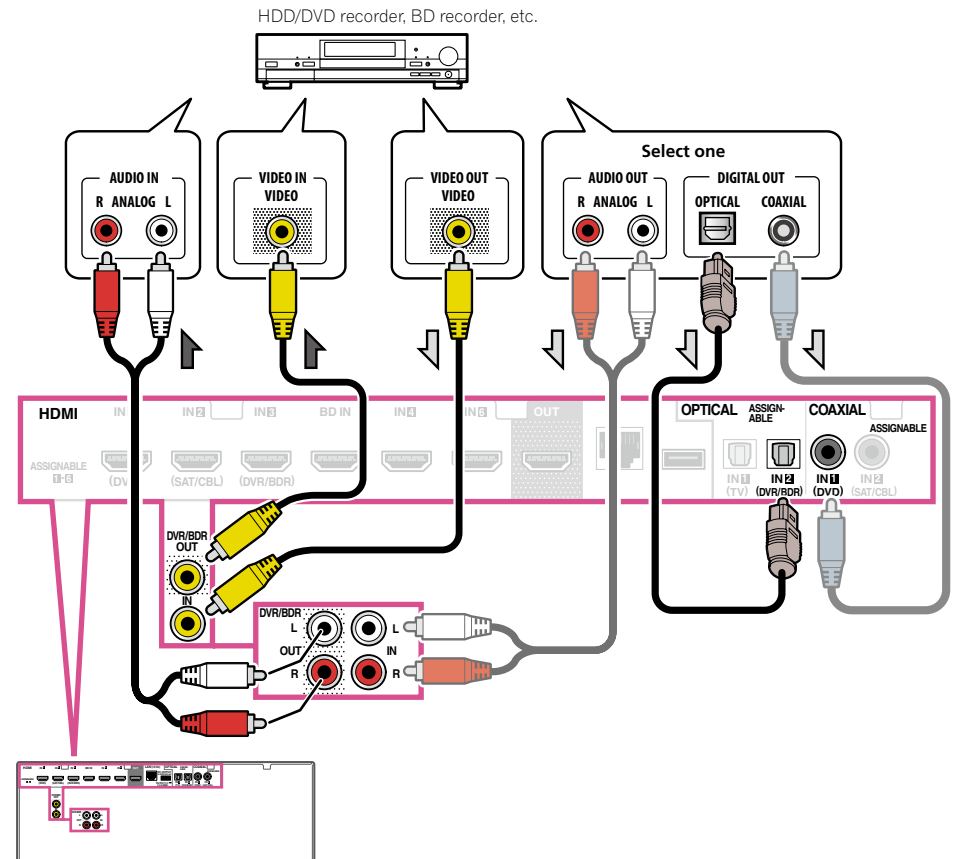 HDD/DVD recorder, BD recorder, etc.
Select one
AUDIO IN
R ANALOG L
VIDEO IN
VIDEO
VIDEO OUT
VIDEO
AUDIO OUT
R ANALOG L
DIGITAL OUT
OPTICAL
COAXIAL
HDMI
IN
IN 2
IN 3
BD IN
IN 4
IN 6
OUT
OPTICAL
ASSIGN-
ABLE
COAXIAL
ASSIGNABLE
ASSIGNABLE
1-6
(DV
(SAT/CBL)
(DVR/BDR)
IN 1
(TV)
IN 2
(DVR/BDR)
IN 1
(DVD)
IN 2
(SAT/CBL)
DVR/BDR
OUT
IN
DVR/BDR
L
L
OUT
IN
R
R